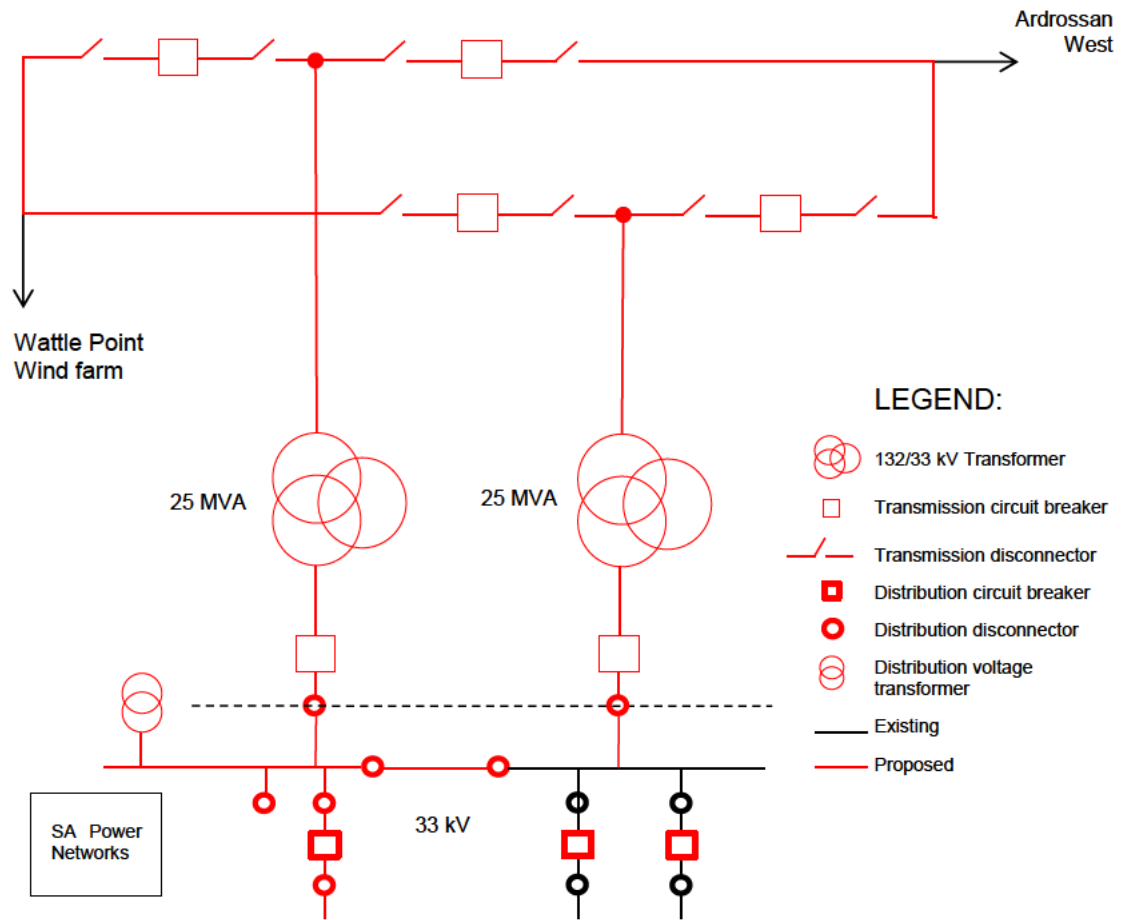 Ardrossan
West
Wattle Point
Wind farm
25 MVA
25 MVA
LEGEND:
132/33 kV Transformer
Transmission circuit breaker
Transmission disconnector
Distribution circuit breaker
Distribution disconnector
Distribution voltage
transformer
Existing
Proposed
SA Power
Networks
33 kV